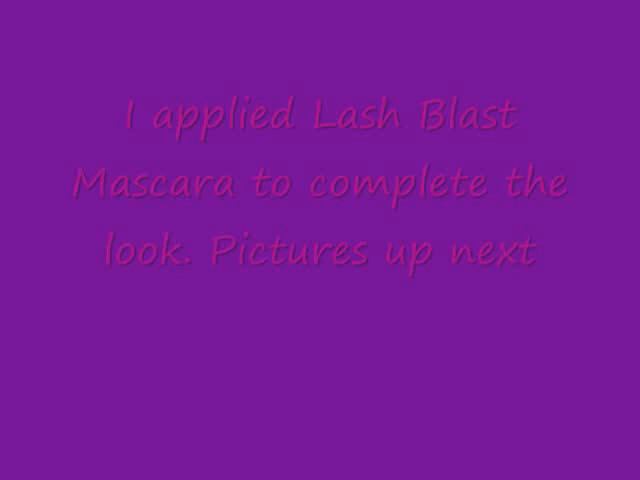 I applied Lash Blast
Mascara to complete the
look. Pictures up next